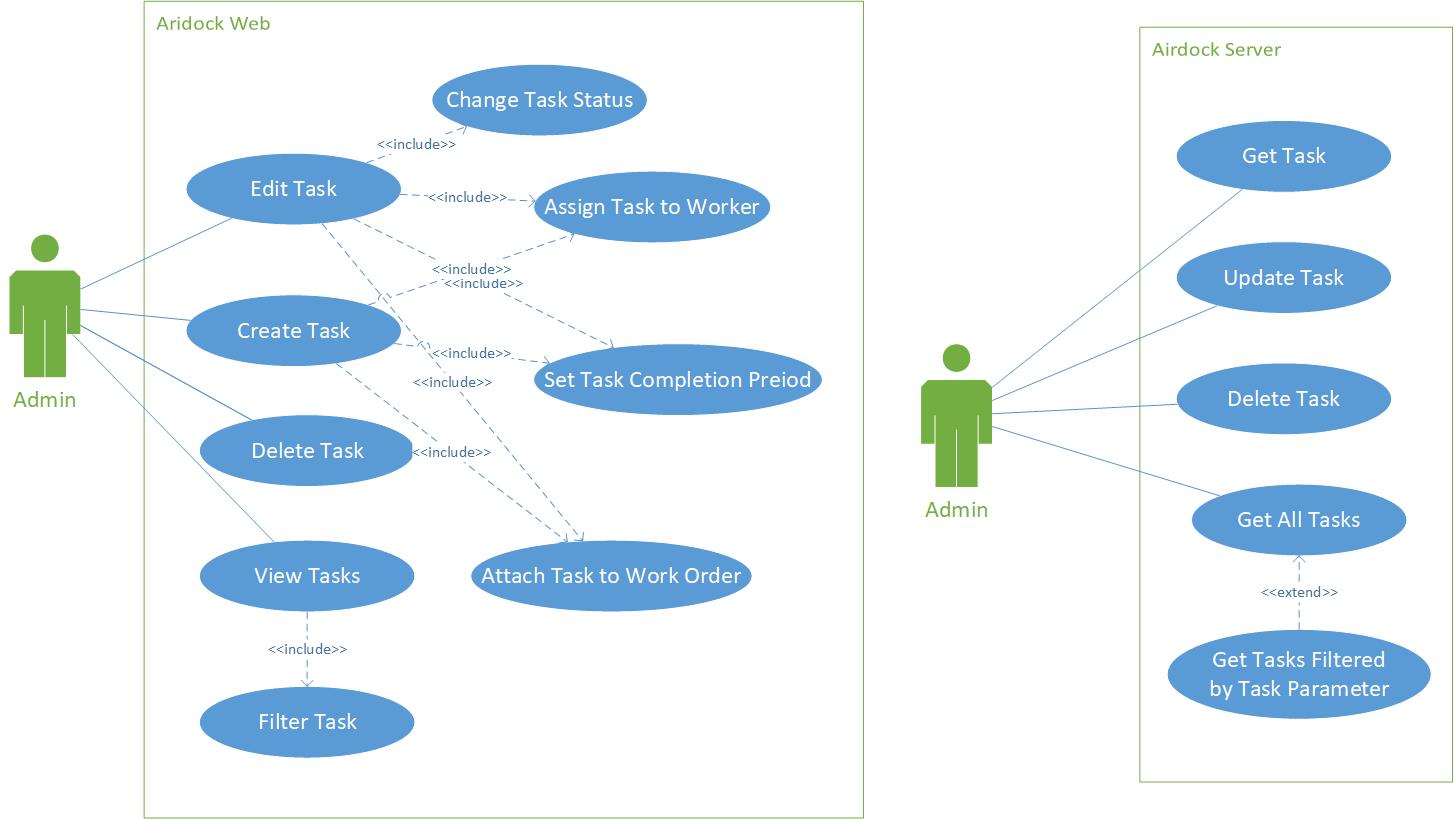 Aridock Web
Change Task Status
<<include>>
Edit Task
<<include>>
Assign Task to Worker
<<include>>
<<include>>
Create Task
<<include>>
Set Task Completion Preiod
<<include>>
Admin
Delete Task
<<include>>
View Tasks
Attach Task to Work Order
<<include>>
Filter Task
Airdock Server
Get Task
Update Task
Delete Task
Admin
Get All Tasks
<<extend>>
Get Tasks Filtered
by Task Parameter